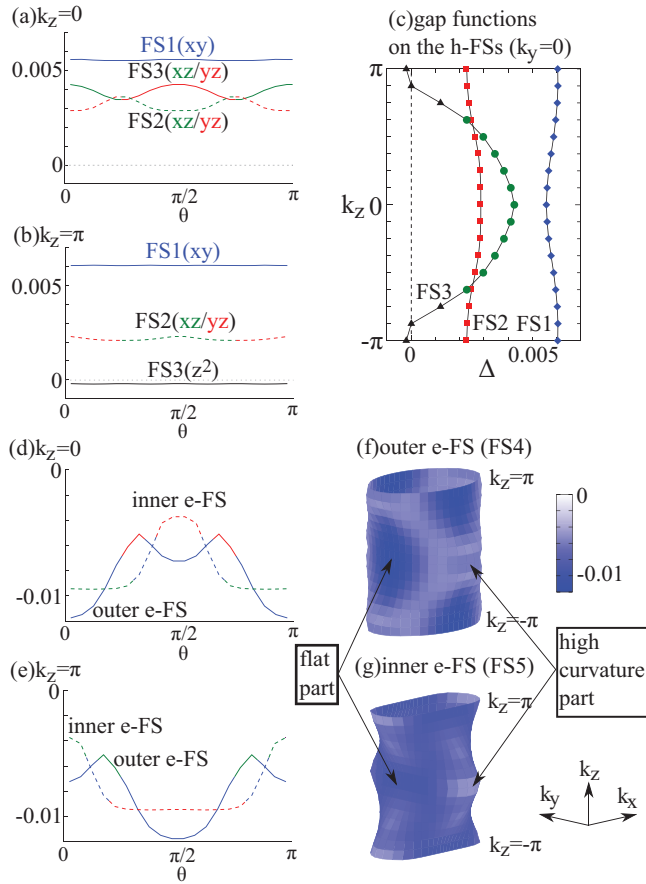 (a)kz=0
FS1(xy)
FS3(xz/yz)
FS2(xz/yz)
0.005
0
0
π/2
π
θ
(b)kz=π
FS1(xy)
0.005
FS2(xz/yz)
FS3(z²)
0
0
π/2
π
θ
(c)gap functions
on the h-FSs (ky=0)
π
kz 0
-π
FS3
FS2
FS1
0
0.005
Δ
(d)kz=0
0
inner e-FS
-0.01
outer e-FS
0
π/2
π
θ
(e)kz=π
0
inner e-FS
outer e-FS
-0.01
0
π/2
π
θ
(f)outer e-FS (FS4)
kz=π
kz=-π
0
-0.01
flat
part
high
curvature
part
(g)inner e-FS (FS5)
kz=π
kz=-π
kz
ky
kx